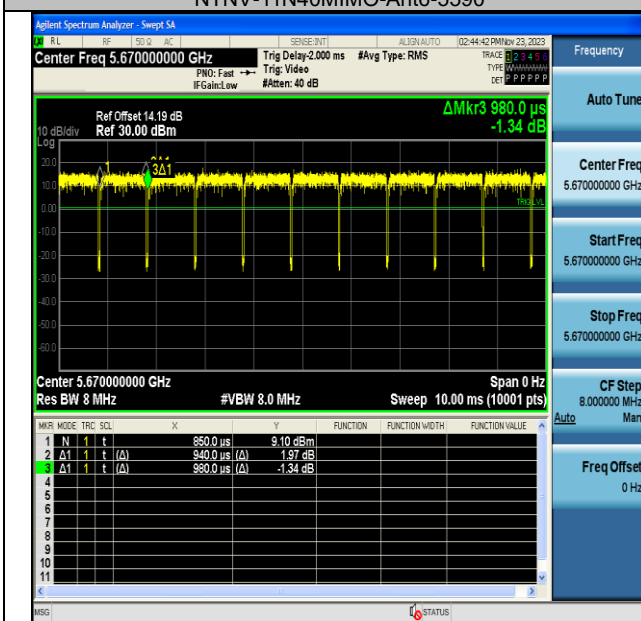 NTNV-11N40MIMO-Ant6-5590
Agilent Spectrum Analyzer - Swept SA
RL RF 50 Ω AC SENSE:INT ALIGN AUTO 02:44:42 PM Nov 23, 2023
Center Freq 5.670000000 GHz
PNO: Fast
IFGain:Low
Trig Delay-2.000 ms
Trig: Video
#Atten: 40 dB
#Avg Type: RMS
TRACE 1 2 3 4 5 6
TYPE WWWWWW
DET P P P P P P
Ref Offset 14.19 dB
10 dB/div Ref 30.00 dBm
Log
ΔMkr3 980.0 µs
-1.34 dB
20.0
10.0
0.00
-10.0
-20.0
-30.0
-40.0
-50.0
-60.0
3Δ1
TRIG LVL
Center 5.670000000 GHz Span 0 Hz
Res BW 8 MHz #VBW 8.0 MHz Sweep 10.00 ms (10001 pts)
MKR MODE TRC SCL X Y FUNCTION FUNCTION WIDTH FUNCTION VALUE
1 N 1 t 850.0 µs 9.10 dBm
2 Δ1 1 t (Δ) 940.0 µs (Δ) 1.97 dB
3 Δ1 1 t (Δ) 980.0 µs (Δ) -1.34 dB
4
5
6
7
8
9
10
11
MSG STATUS
Frequency
Auto Tune
Center Freq
5.670000000 GHz
Start Freq
5.670000000 GHz
Stop Freq
5.670000000 GHz
CF Step
8.000000 MHz
Auto Man
Freq Offset
0 Hz